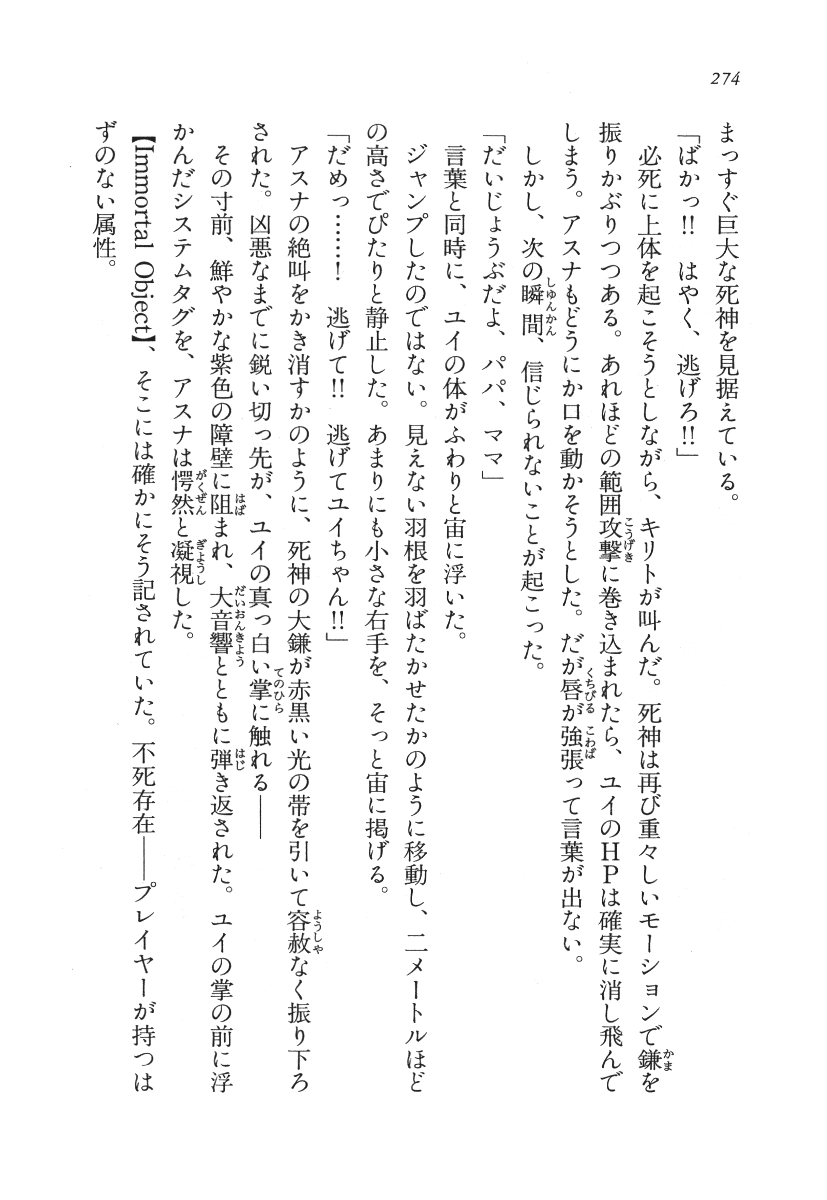 274
まっすぐ巨大な死神を見据えている。
「ばかっ!!　はやく、逃げろ!!」
　必死に上体を起こそうとしながら、キリトが叫んだ。死神は再び重々しいモーションで鎌を
振りかぶりつつある。あれほどの範囲攻撃に巻き込まれたら、ユイのHPは確実に消し飛んで
しまう。アスナもどうにか口を動かそうとした。だが唇が強張って言葉が出ない。
　しかし、次の瞬間、信じられないことが起こった。
「だいじょうぶだよ、パパ、ママ」
　言葉と同時に、ユイの体がふわりと宙に浮いた。
　ジャンプしたのではない。見えない羽根を羽ばたかせたかのように移動し、二メートルほど
の高さでぴたりと静止した。あまりにも小さな右手を、そっと宙に掲げる。
「だめっ……！　逃げて!!　逃げてユイちゃん!!」
　アスナの絶叫をかき消すかのように、死神の大鎌が赤黒い光の帯を引いて容赦なく振り下ろ
された。凶悪なまでに鋭い切っ先が、ユイの真っ白い掌に触れる――
　その寸前、鮮やかな紫色の障壁に阻まれ、大音響とともに弾き返された。ユイの掌の前に浮
かんだシステムタグを、アスナは愕然と凝視した。
【Immortal Object】、そこには確かにそう記されていた。不死存在――プレイヤーが持つは
ずのない属性。